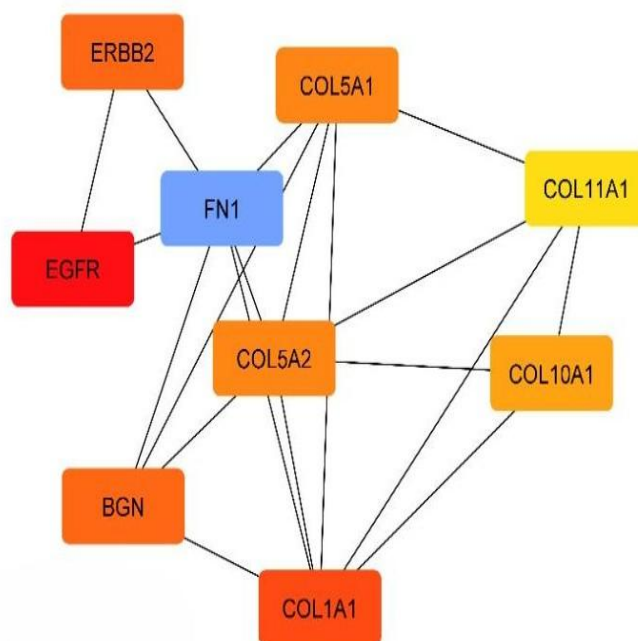 ERBB2
COL5A1
COL11A1
FN1
EGFR
COL5A2
COL10A1
BGN
COL1A1